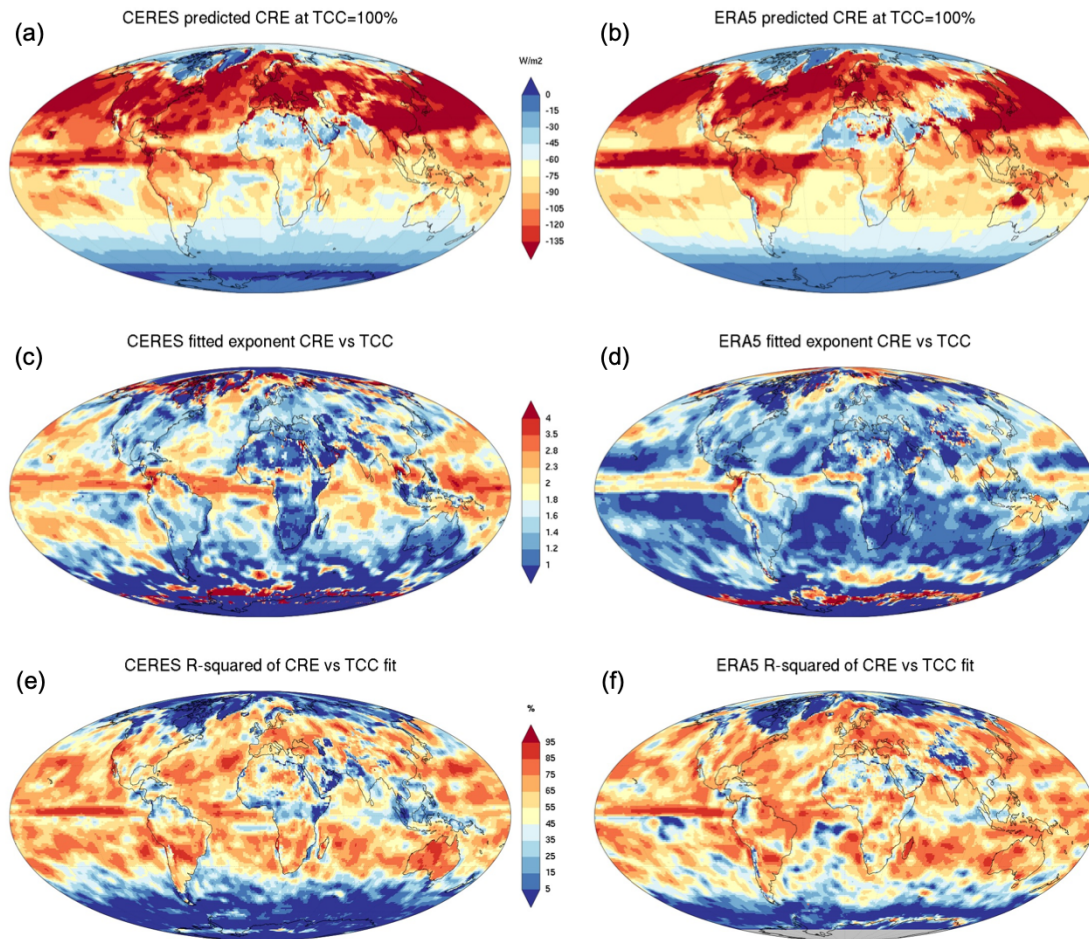 CERES predicted CRE at TCC=100%
ERA5 predicted CRE at TCC=100%
(a)
(b)
W/m2
0
-15
-30
-45
-60
-75
-90
-105
-120
-135
CERES fitted exponent CRE vs TCC
ERA5 fitted exponent CRE vs TCC
(c)
(d)
4
3.5
2.8
2.3
2
1.8
1.6
1.4
1.2
1
CERES R-squared of CRE vs TCC fit
ERA5 R-squared of CRE vs TCC fit
(e)
(f)
%
95
85
75
65
55
45
35
25
15
5